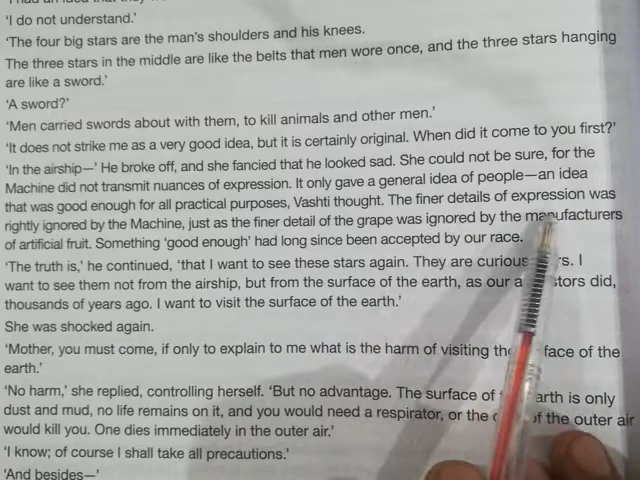 'I do not understand.'
'The four big stars are the man's shoulders and his knees.
The three stars in the middle are like the belts that men wore once, and the three stars hanging
are like a sword.'
'A sword?'
'Men carried swords about with them, to kill animals and other men.'
'It does not strike me as a very good idea, but it is certainly original. When did it come to you first?'
'In the airship—' He broke off, and she fancied that he looked sad. She could not be sure, for the
Machine did not transmit nuances of expression. It only gave a general idea of people—an idea
that was good enough for all practical purposes, Vashti thought. The finer details of expression was
rightly ignored by the Machine, just as the finer detail of the grape was ignored by the manufacturers
of artificial fruit. Something 'good enough' had long since been accepted by our race.
'The truth is,' he continued, 'that I want to see these stars again. They are curious I
want to see them not from the airship, but from the surface of the earth, as our did,
thousands of years ago. I want to visit the surface of the earth.'
She was shocked again.
'Mother, you must come, if only to explain to me what is the harm of visiting face of the
earth.'
'No harm,' she replied, controlling herself. 'But no advantage. The surface of is only
dust and mud, no life remains on it, and you would need a respirator, or the of the outer air
would kill you. One dies immediately in the outer air.'
'I know; of course I shall take all precautions.'
'And besides—'